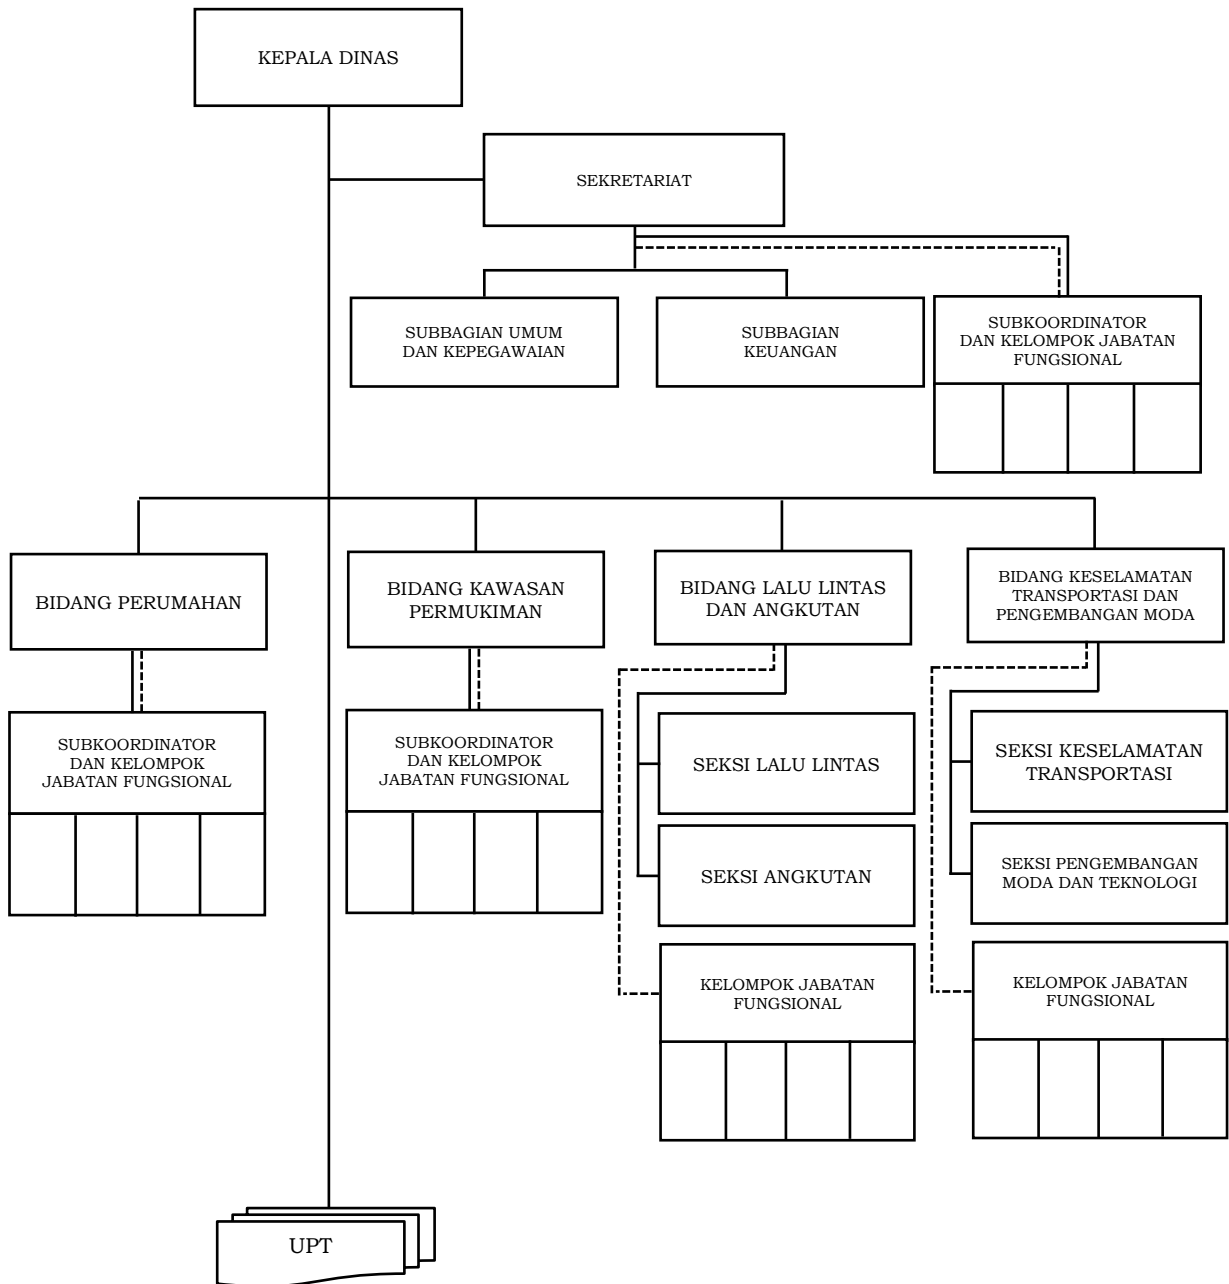 KEPALA DINAS
SEKRETARIAT
SUBBAGIAN UMUM
DAN KEPEGAWAIAN
SUBBAGIAN
KEUANGAN
SUBKOORDINATOR
DAN KELOMPOK JABATAN
FUNGSIONAL
BIDANG PERUMAHAN
BIDANG KAWASAN
PERMUKIMAN
BIDANG LALU LINTAS
DAN ANGKUTAN
BIDANG KESELAMATAN
TRANSPORTASI DAN
PENGEMBANGAN MODA
SUBKOORDINATOR
DAN KELOMPOK
JABATAN FUNGSIONAL
SUBKOORDINATOR
DAN KELOMPOK
JABATAN FUNGSIONAL
SEKSI LALU LINTAS
SEKSI KESELAMATAN
TRANSPORTASI
SEKSI ANGKUTAN
SEKSI PENGEMBANGAN
MODA DAN TEKNOLOGI
KELOMPOK JABATAN
FUNGSIONAL
KELOMPOK JABATAN
FUNGSIONAL
UPT